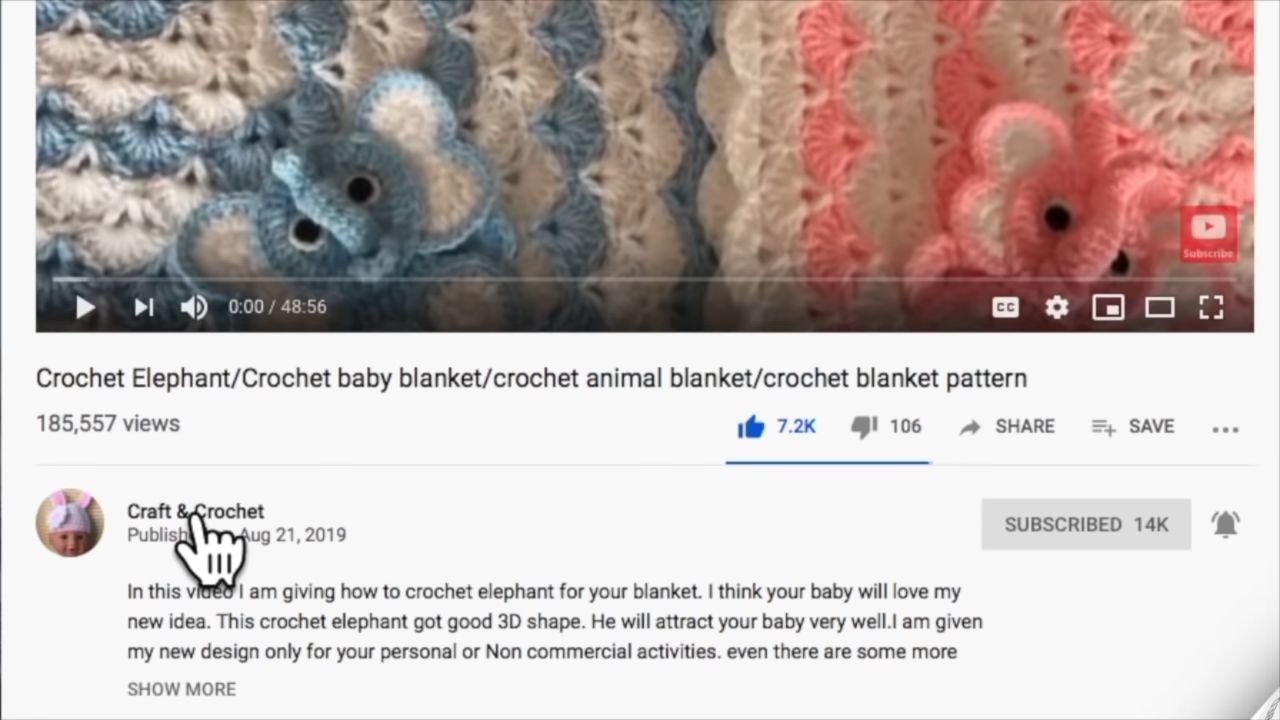 Subscribe
0:00 / 48:56
CC
Crochet Elephant/Crochet baby blanket/crochet animal blanket/crochet blanket pattern
185,557 views
7.2K 106 SHARE SAVE
Craft & Crochet
SUBSCRIBED 14K
Aug 21, 2019
In this video I am giving how to crochet elephant for your blanket. I think your baby will love my
new idea. This crochet elephant got good 3D shape. He will attract your baby very well.I am given
my new design only for your personal or Non commercial activities. even there are some more
SHOW MORE